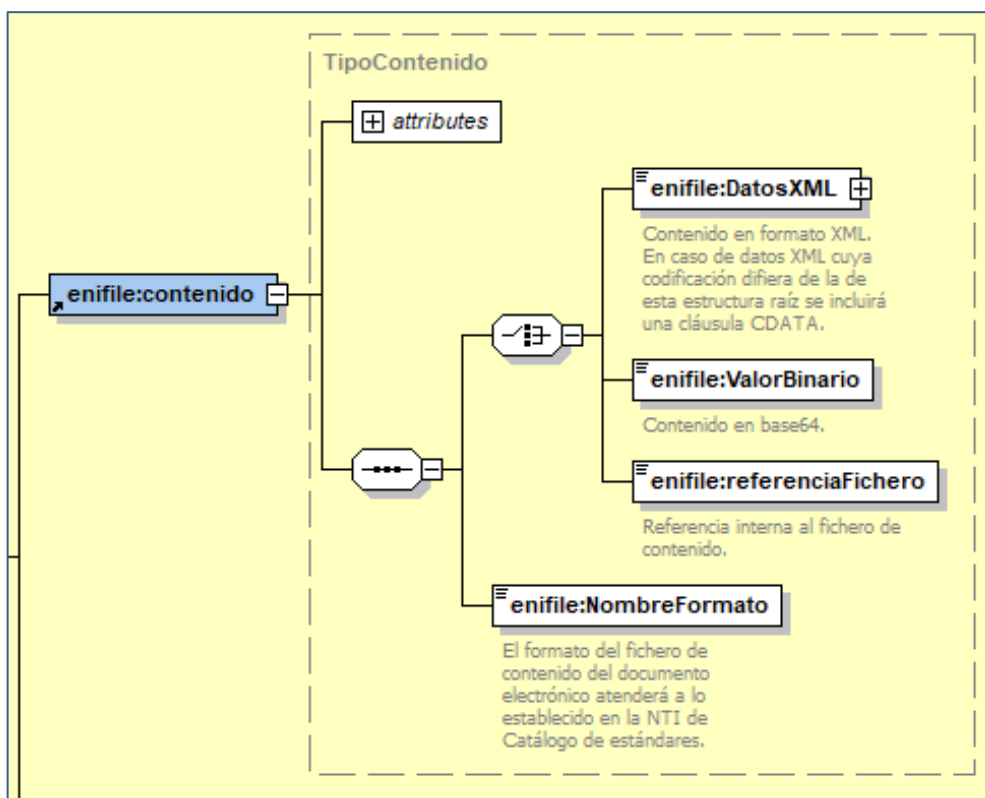 TipoContenido
attributes
enifile:DatosXML
Contenido en formato XML.
En caso de datos XML cuya
codificación difiera de la de
esta estructura raíz se incluirá
una cláusula CDATA.
enifile:contenido
enifile:ValorBinario
Contenido en base64.
enifile:referenciaFichero
Referencia interna al fichero de
contenido.
enifile:NombreFormato
El formato del fichero de
contenido del documento
electrónico atenderá a lo
establecido en la NTI de
Catálogo de estándares.